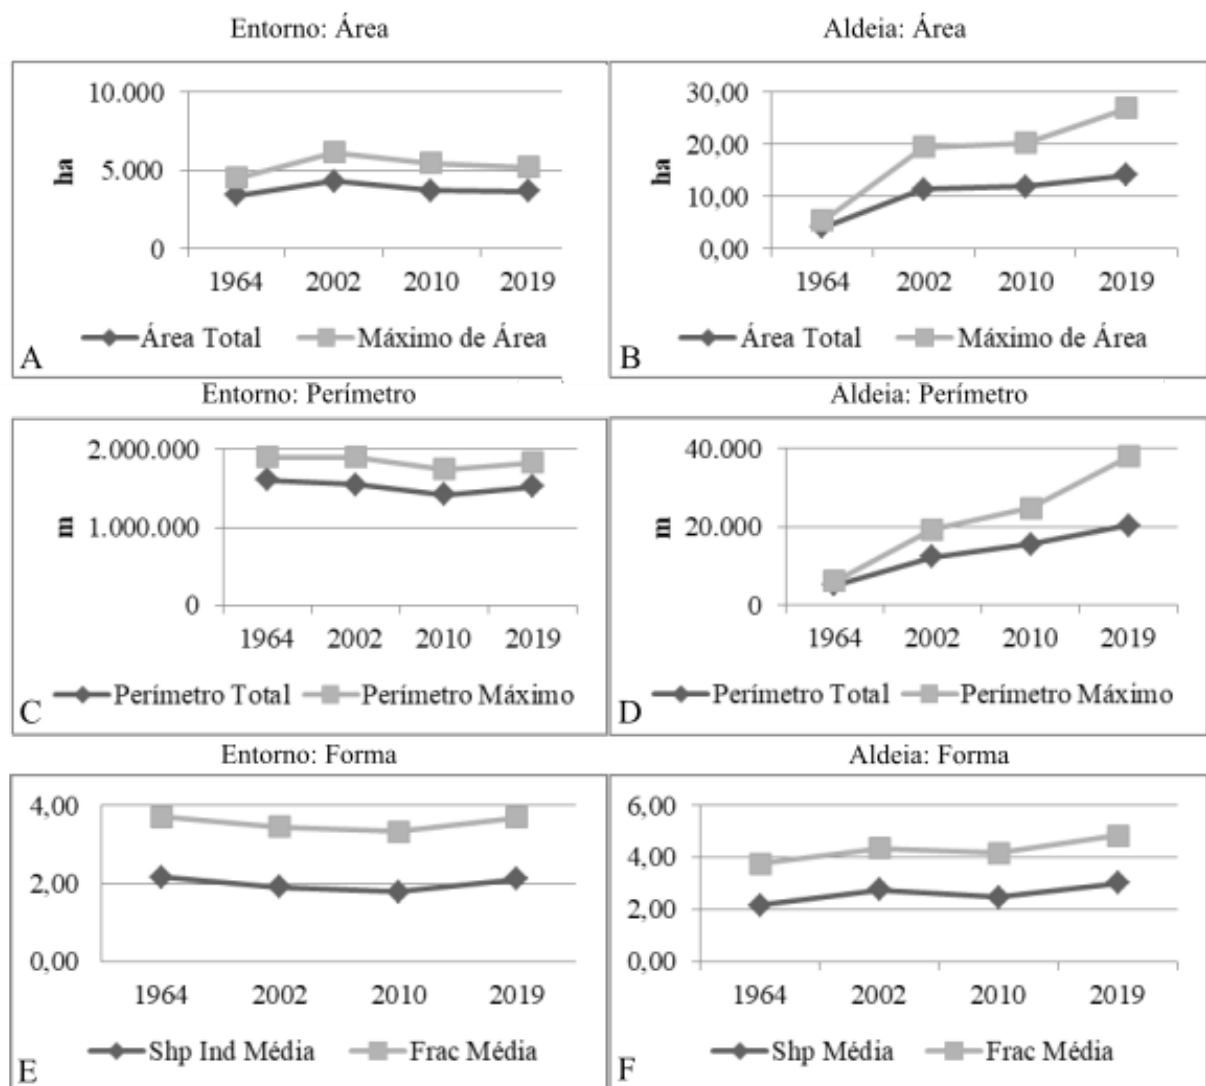 Entorno: Área
Aldeia: Área
10.000
5.000
0
ha
1964 2002 2010 2019
Área Total Máximo de Área
A
30,00
20,00
10,00
0,00
ha
1964 2002 2010 2019
Área Total Máximo de Área
B
Entorno: Perímetro
Aldeia: Perímetro
2.000.000
1.000.000
0
m
1964 2002 2010 2019
Perímetro Total Perímetro Máximo
C
40.000
20.000
0
m
1964 2002 2010 2019
Perímetro Total Perímetro Máximo
D
Entorno: Forma
Aldeia: Forma
4,00
2,00
0,00
1964 2002 2010 2019
Shp Ind Média Frac Média
E
6,00
4,00
2,00
0,00
1964 2002 2010 2019
Shp Média Frac Média
F